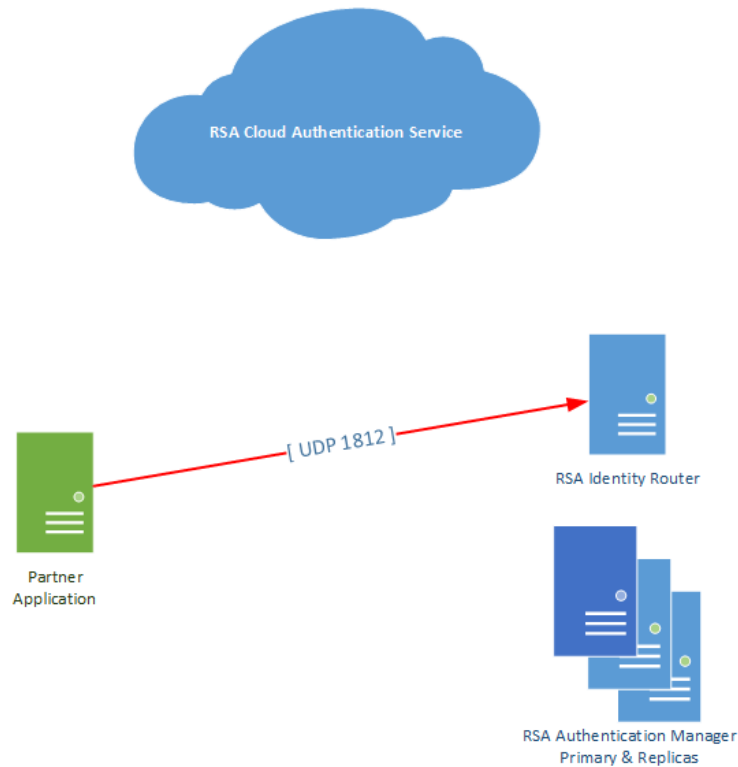 RSA Cloud Authentication Service
[ UDP 1812 ]
RSA Identity Router
Partner
Application
RSA Authentication Manager
Primary & Replicas